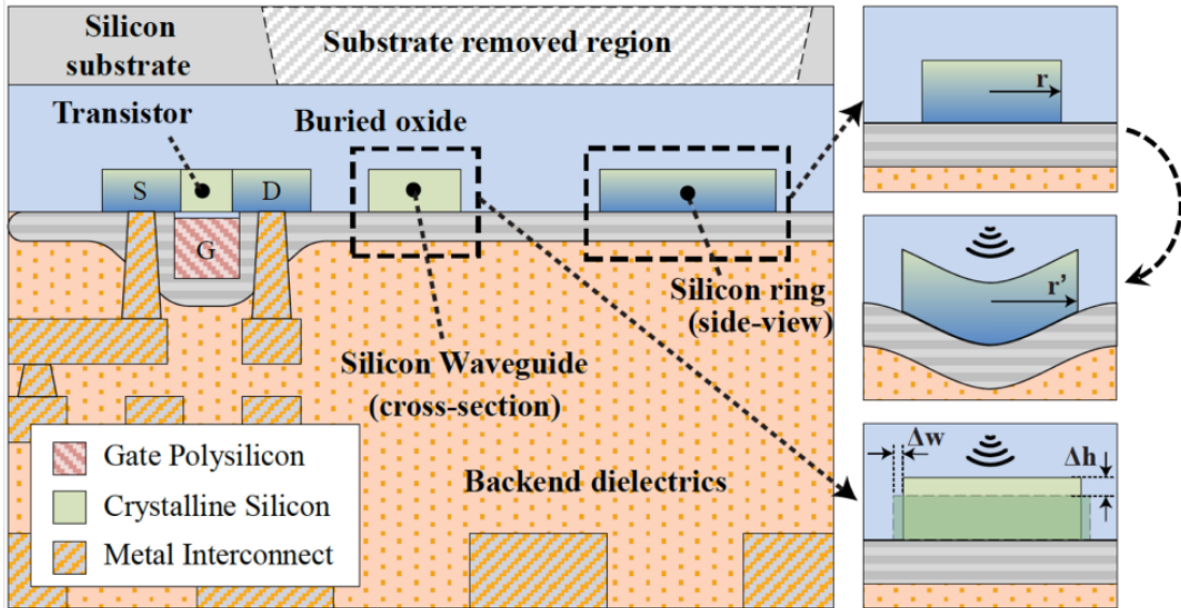 Silicon
substrate
Substrate removed region
Transistor
Buried oxide
S
D
G
Silicon ring
(side-view)
Silicon Waveguide
(cross-section)
Backend dielectrics
Gate Polysilicon
Crystalline Silicon
Metal Interconnect
r
r’
Δw
Δh